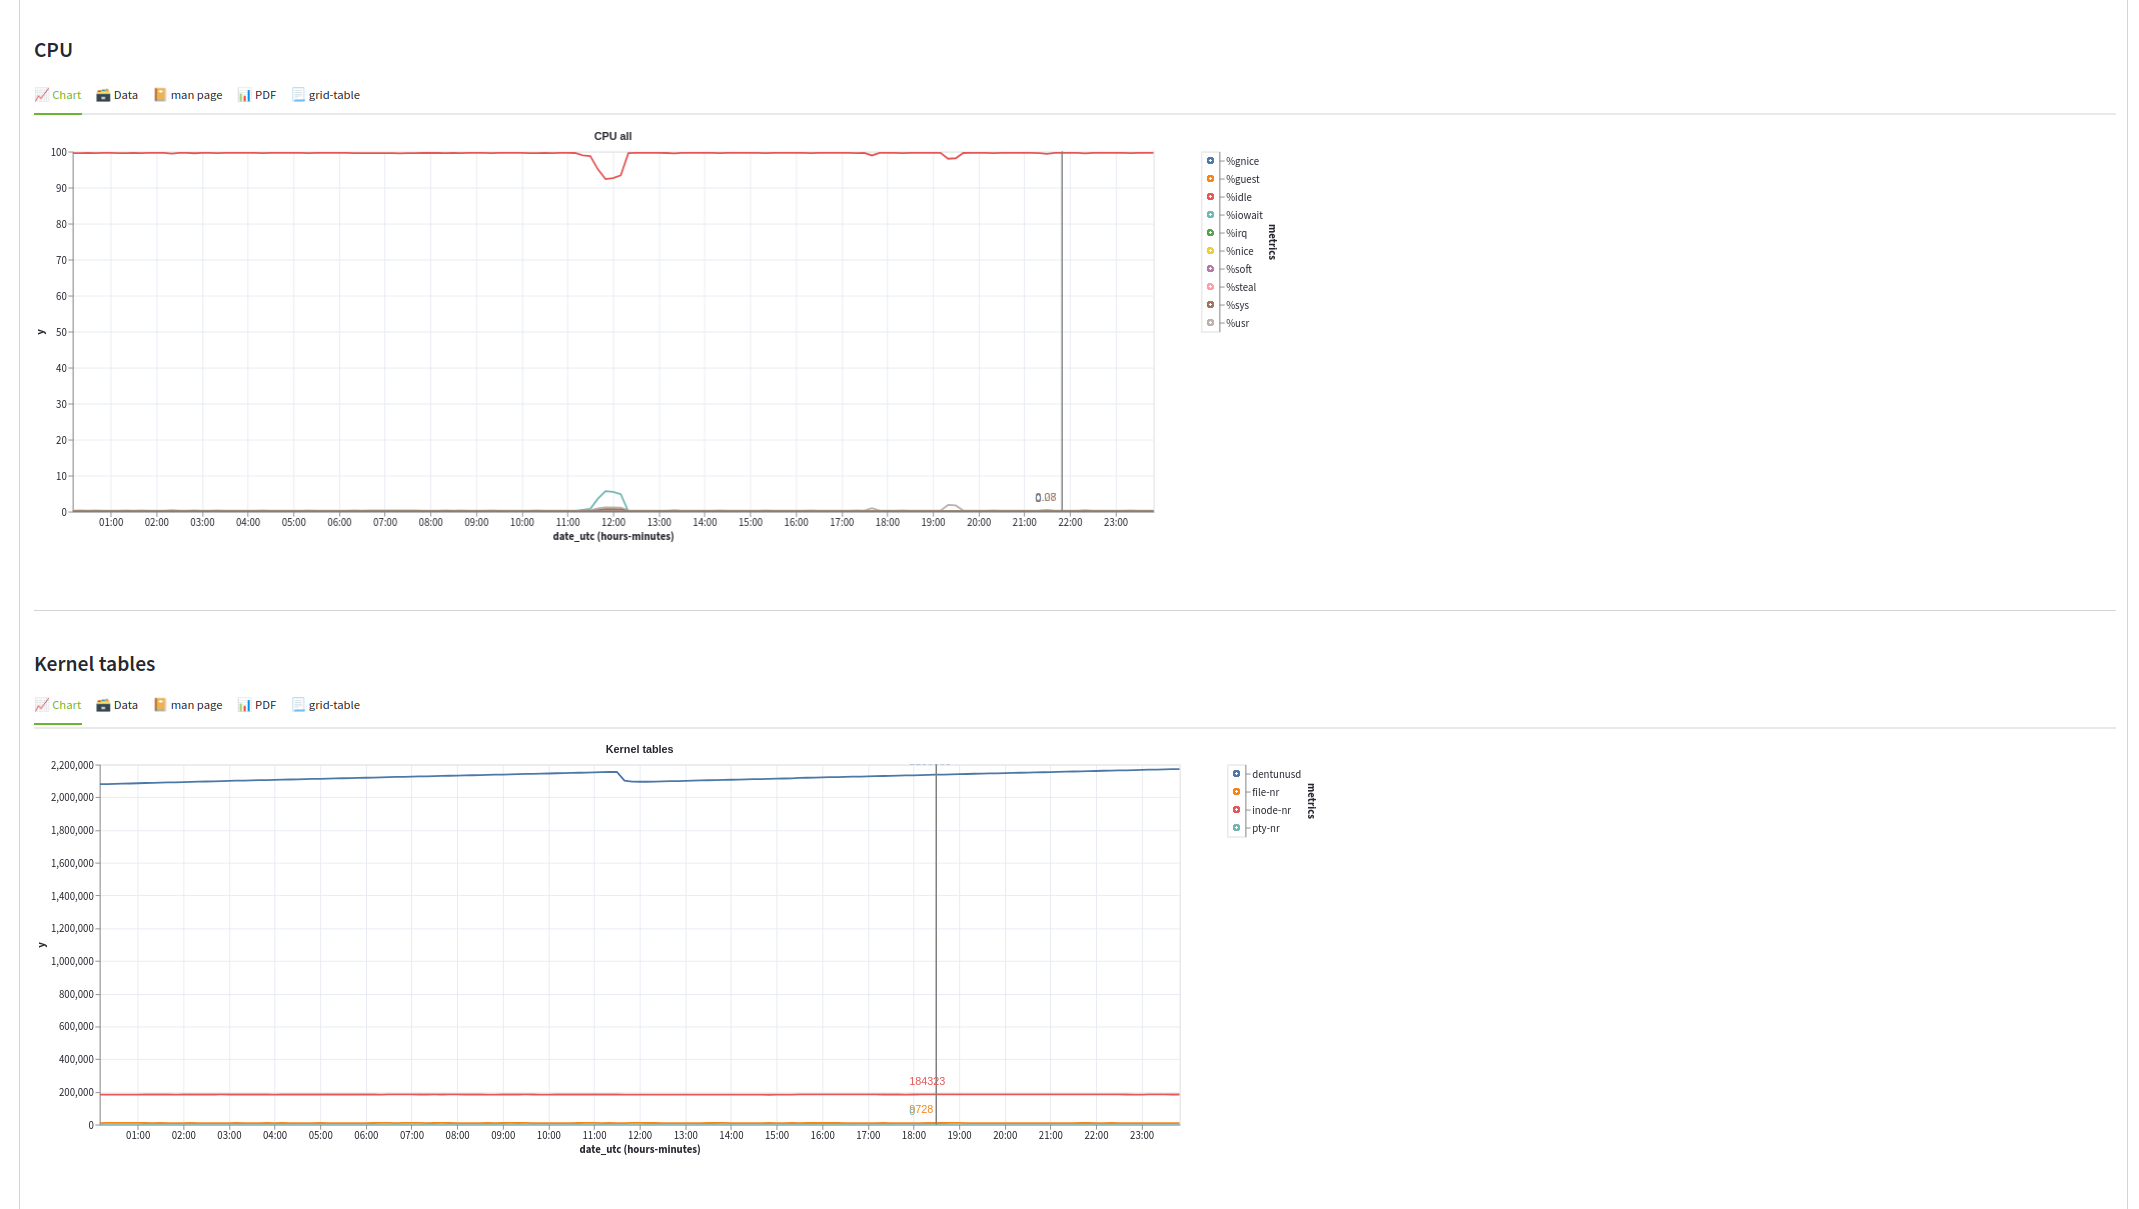 CPU
Chart Data man page PDF grid-table
CPU all
100
90
80
70
60
50
40
30
20
10
0
y
01:00 02:00 03:00 04:00 05:00 06:00 07:00 08:00 09:00 10:00 11:00 12:00 13:00 14:00 15:00 16:00 17:00 18:00 19:00 20:00 21:00 22:00 23:00
date_utc (hours-minutes)
%gnice
%guest
%idle
%iowait
%irq
%nice
%soft
%steal
%sys
%usr
metrics
Kernel tables
Chart Data man page PDF grid-table
Kernel tables
2,200,000
2,000,000
1,800,000
1,600,000
1,400,000
1,200,000
1,000,000
800,000
600,000
400,000
200,000
0
y
184323
01:00 02:00 03:00 04:00 05:00 06:00 07:00 08:00 09:00 10:00 11:00 12:00 13:00 14:00 15:00 16:00 17:00 18:00 19:00 20:00 21:00 22:00 23:00
date_utc (hours-minutes)
dentunusd
file-nr
inode-nr
pty-nr
metrics